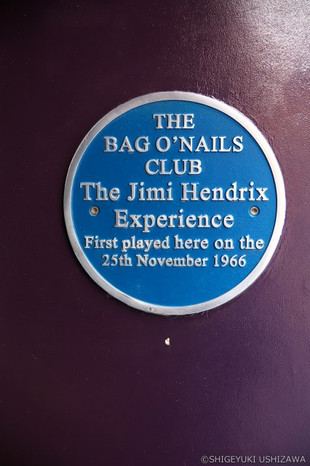 THE
BAG O'NAILS
CLUB
The Jimi Hendrix
Experience
First played here on the
25th November 1966
©SHIGEYUKI USHIZAWA